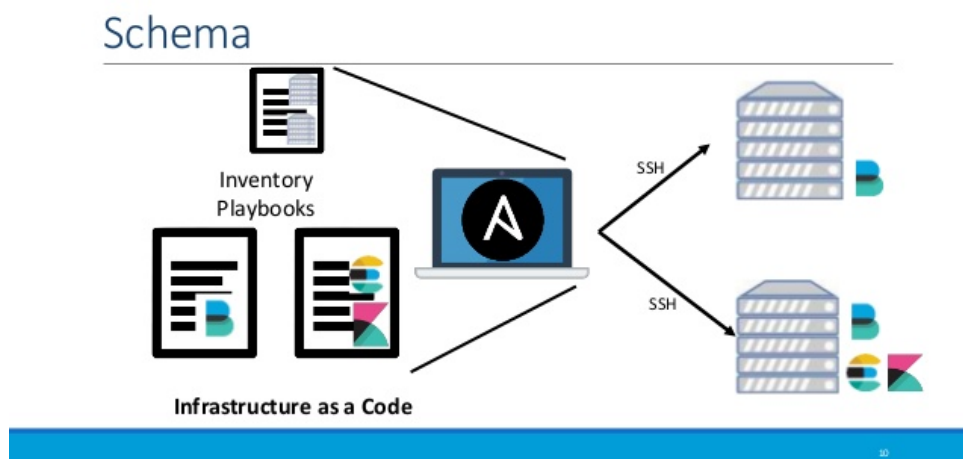 Schema
Inventory
Playbooks
Infrastructure as a Code
SSH
SSH
10